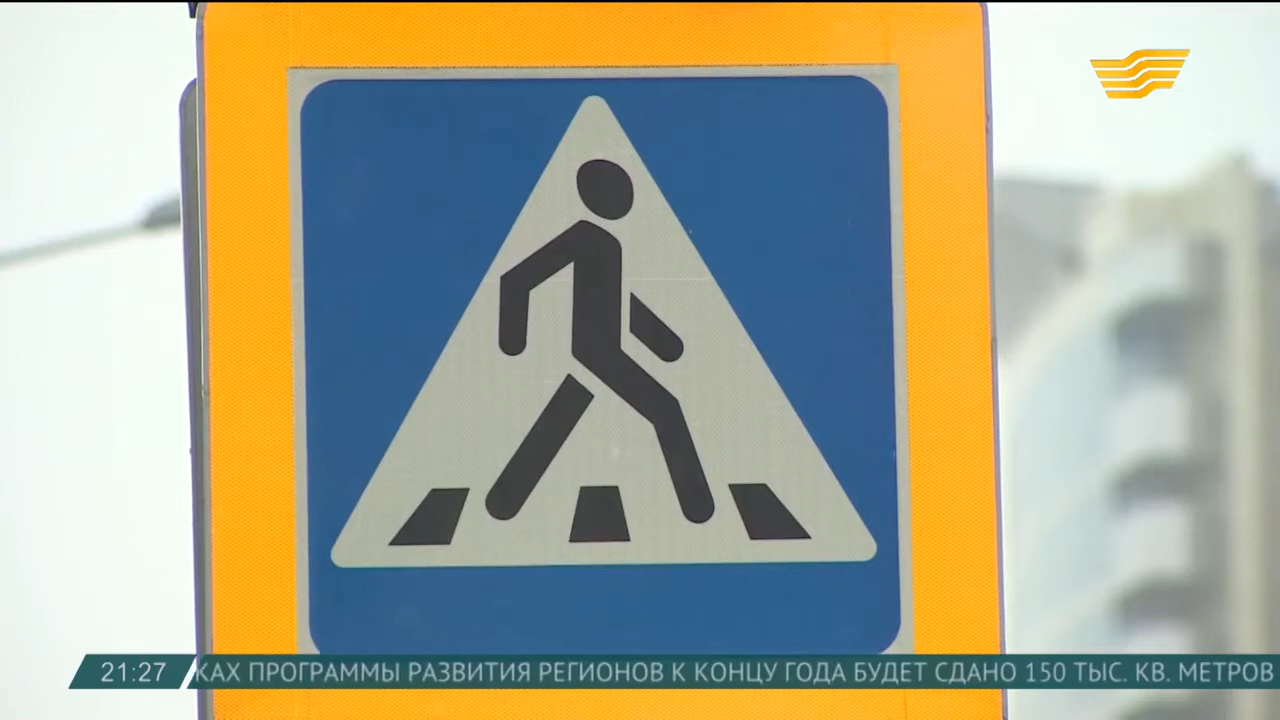 21:27 КАХ ПРОГРАММЫ РАЗВИТИЯ РЕГИОНОВ К КОНЦУ ГОДА БУДЕТ СДАНО 150 ТЫС. КВ. МЕТРОВ